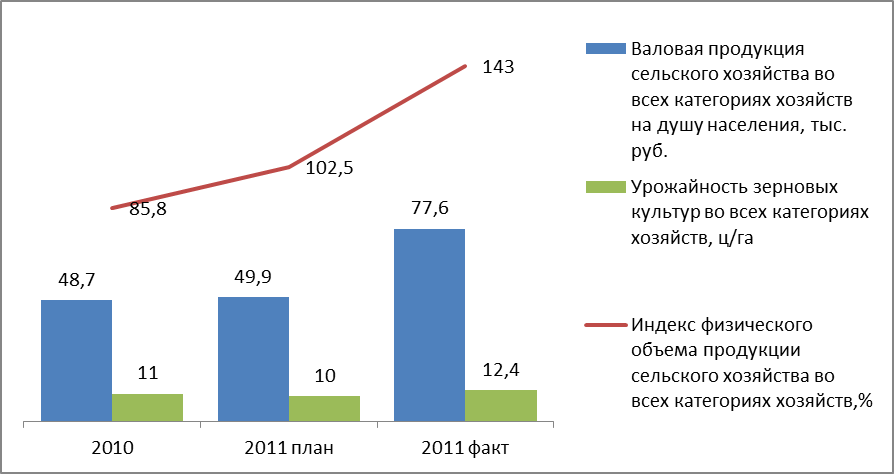 143
102,5
85,8
77,6
48,7
49,9
11
10
12,4
2010
2011 план
2011 факт
Валовая продукция
сельского хозяйства во
всех категориях хозяйств
на душу населения, тыс.
руб.
Урожайность зерновых
культур во всех категориях
хозяйств, ц/га
Индекс физического
объема продукции
сельского хозяйства во
всех категориях хозяйств,%